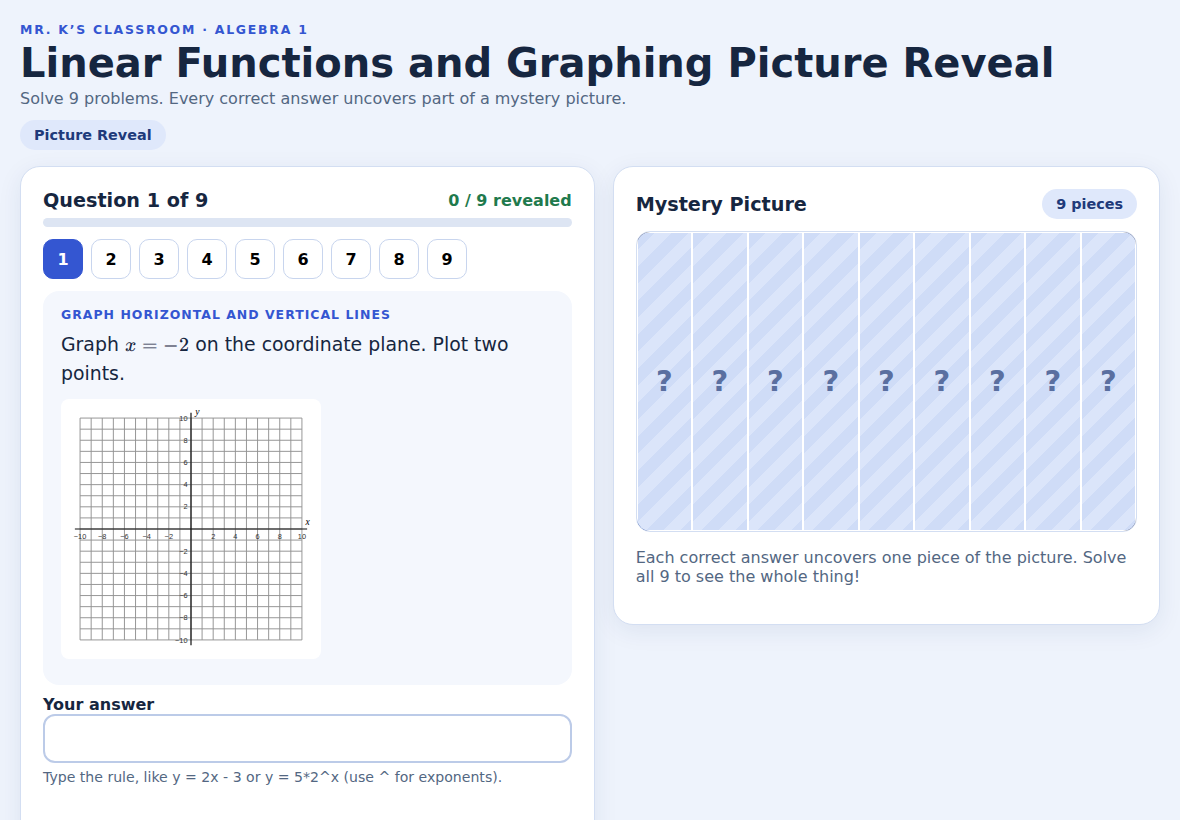 MR. K’S CLASSROOM · ALGEBRA 1
Linear Functions and Graphing Picture Reveal
Solve 9 problems. Every correct answer uncovers part of a mystery picture.
Picture Reveal
Question 1 of 9
0 / 9 revealed
1 2 3 4 5 6 7 8 9
GRAPH HORIZONTAL AND VERTICAL LINES
Graph x = −2 on the coordinate plane. Plot two
points.
y
10
8
6
4
2
x
−10 −8 −6 −4 −2 2 4 6 8 10
−2
−4
−6
−8
−10
Your answer
Type the rule, like y = 2x - 3 or y = 5*2^x (use ^ for exponents).
Mystery Picture
9 pieces
? ? ? ? ? ? ? ? ?
Each correct answer uncovers one piece of the picture. Solve
all 9 to see the whole thing!